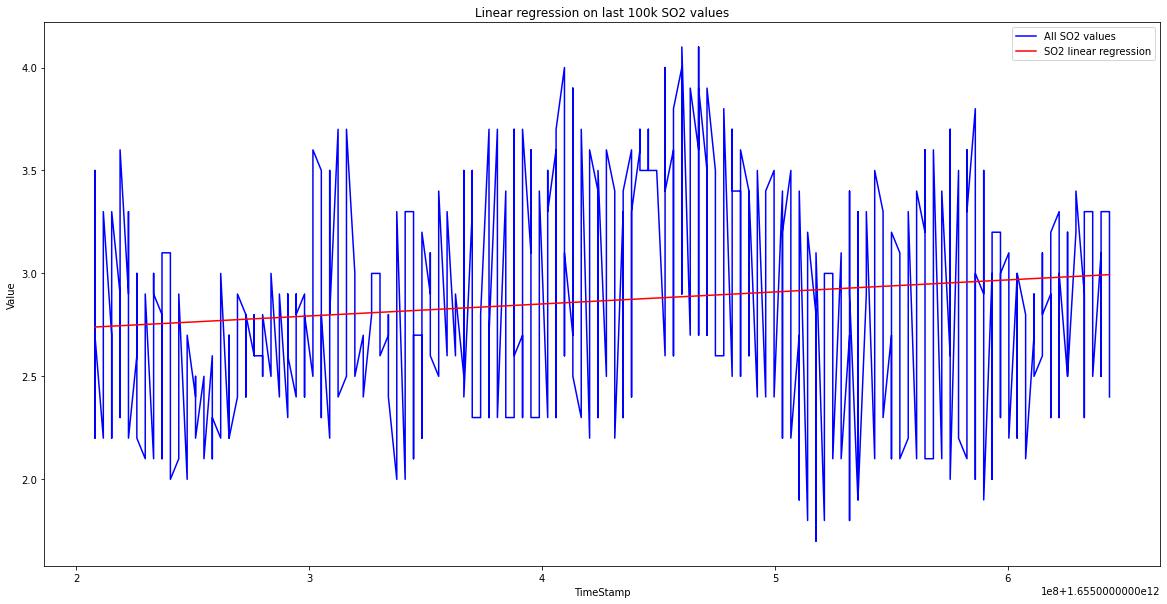 Linear regression on last 100k SO2 values
All SO2 values
SO2 linear regression
4.0
3.5
3.0
2.5
2.0
Value
2 3 4 5 6
TimeStamp
1e8+1.6550000000e12